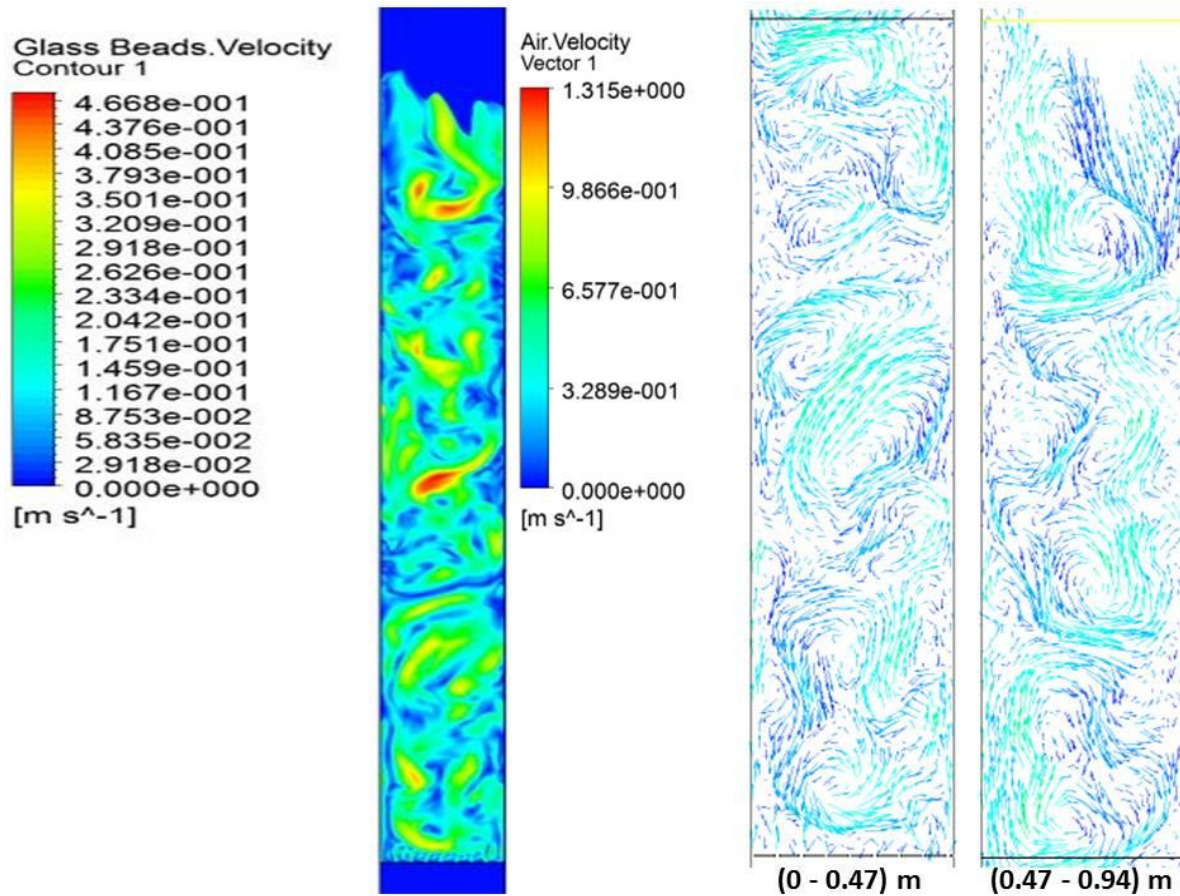 Glass Beads.Velocity
Contour 1
4.668e-001
4.376e-001
4.085e-001
3.793e-001
3.501e-001
3.209e-001
2.918e-001
2.626e-001
2.334e-001
2.042e-001
1.751e-001
1.459e-001
1.167e-001
8.753e-002
5.835e-002
2.918e-002
0.000e+000
[m s^-1]
Air.Velocity
Vector 1
1.315e+000
9.866e-001
6.577e-001
3.289e-001
0.000e+000
[m s^-1]
(0 - 0.47) m
(0.47 - 0.94) m